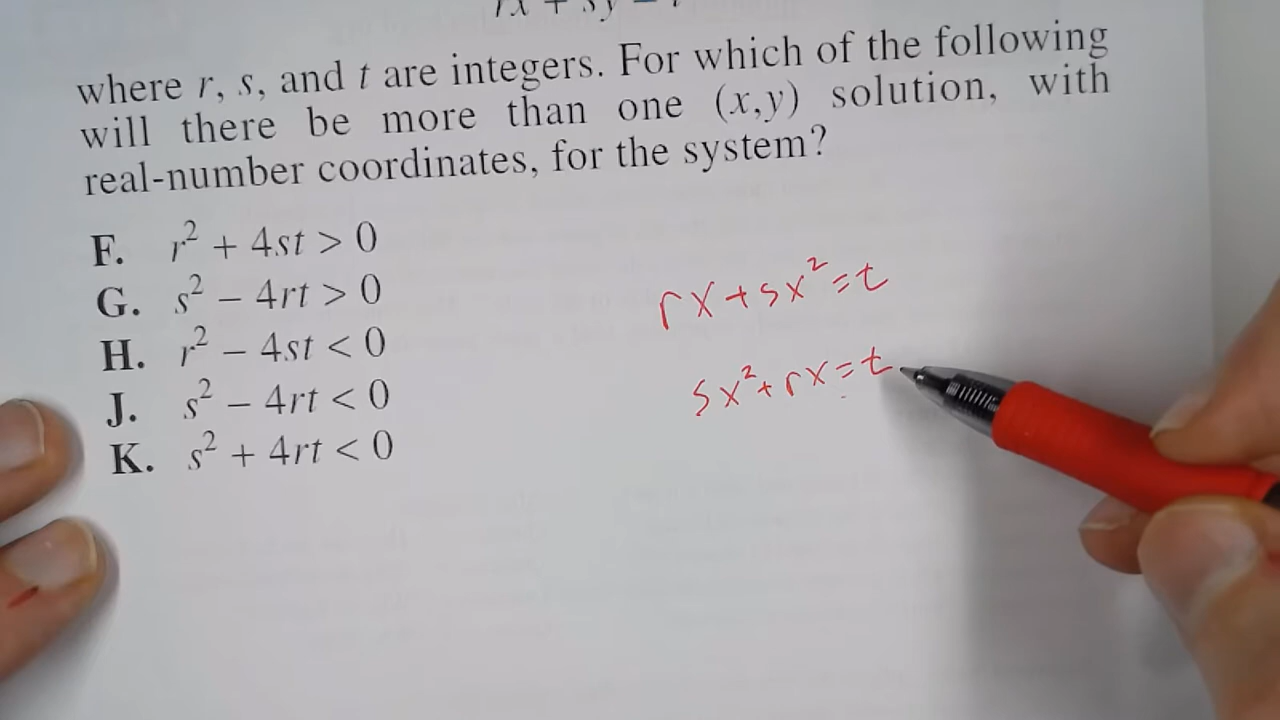 rx + sy = t
where r, s, and t are integers. For which of the following
will there be more than one (x,y) solution, with
real-number coordinates, for the system?
F. r² + 4st > 0
G. s² – 4rt > 0
H. r² – 4st < 0
J. s² – 4rt < 0
K. s² + 4rt < 0
rx+sx²=t
sx²+rx=t